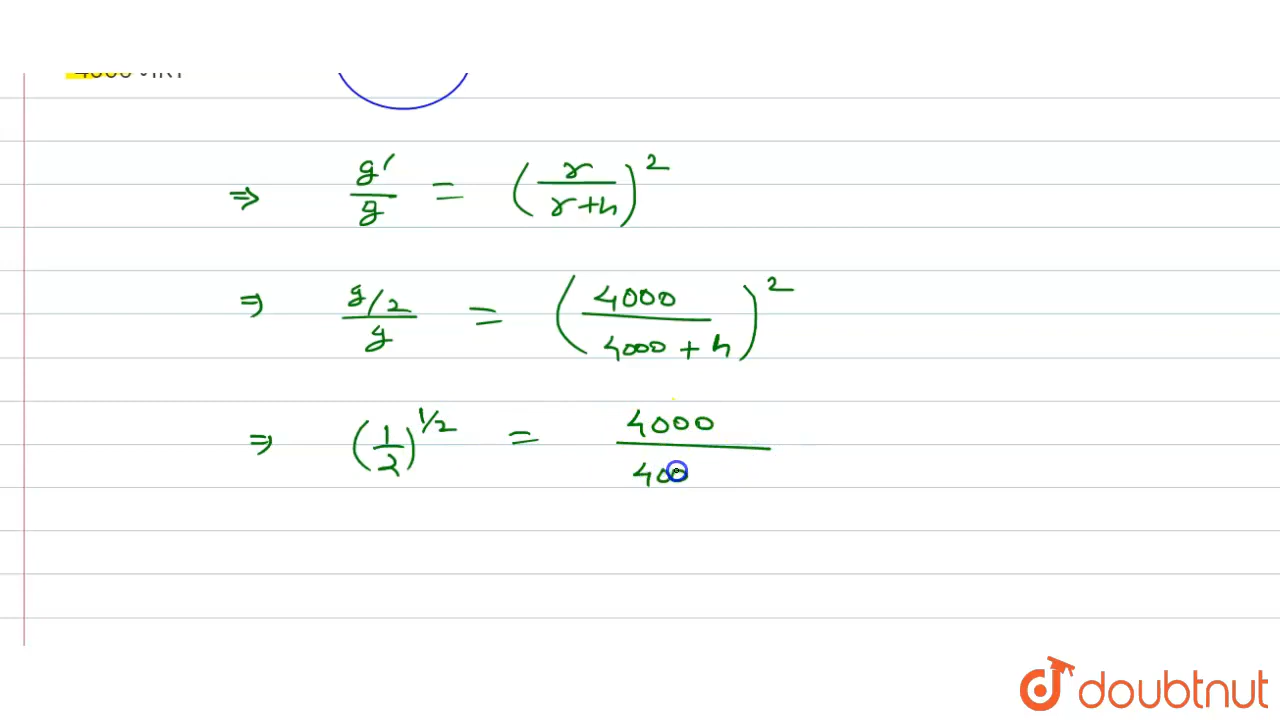 ⇒ g'/g = (r/(r+h))²
⇒ (g/2)/g = (4000/(4000+h))²
⇒ (1/2)^(1/2) = 4000/400
doubtnut